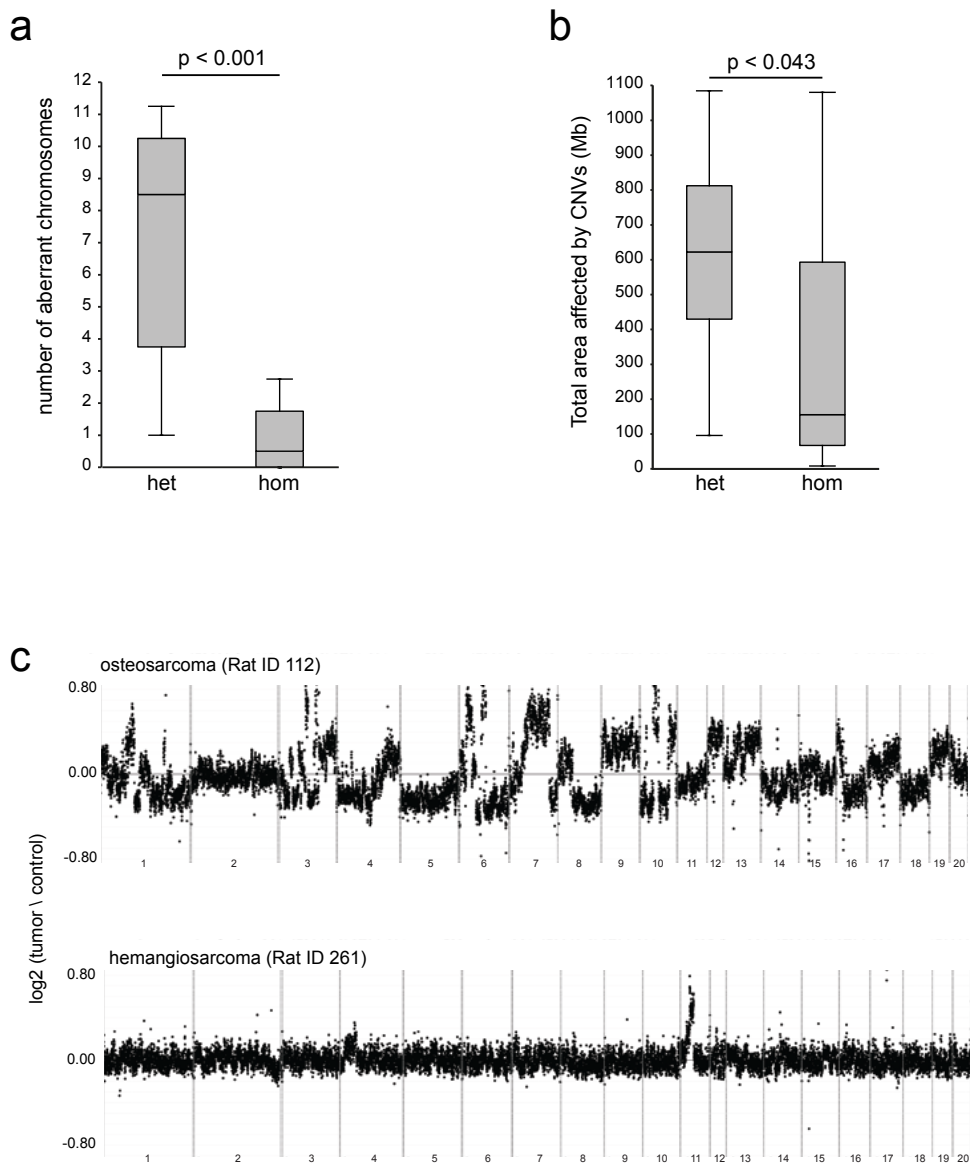 a
p < 0.001
number of aberrant chromosomes
12
11
10
9
8
7
6
5
4
3
2
1
0
het hom
b
p < 0.043
Total area affected by CNVs (Mb)
1100
1000
900
800
700
600
500
400
300
200
100
0
het hom
c
osteosarcoma (Rat ID 112)
0.80
0.00
-0.80
1 2 3 4 5 6 7 8 9 10 11 12 13 14 15 16 17 18 19 20
log2 (tumor \ control)
hemangiosarcoma (Rat ID 261)
0.80
0.00
-0.80
1 2 3 4 5 6 7 8 9 10 11 12 13 14 15 16 17 18 19 20